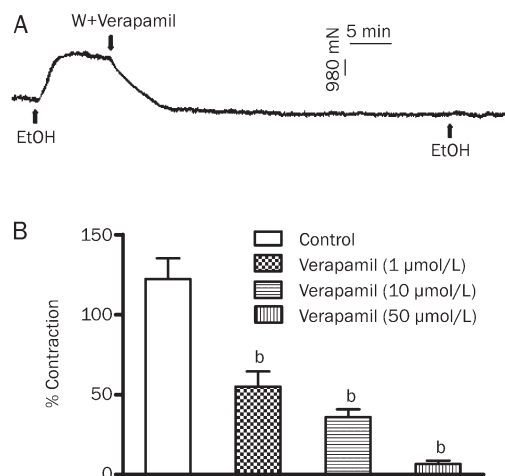 A
W+Verapamil
5 min
980 mN
EtOH
EtOH
B
150
Control
Verapamil (1 µmol/L)
Verapamil (10 µmol/L)
100
Verapamil (50 µmol/L)
% Contraction
b
50
b
b
0